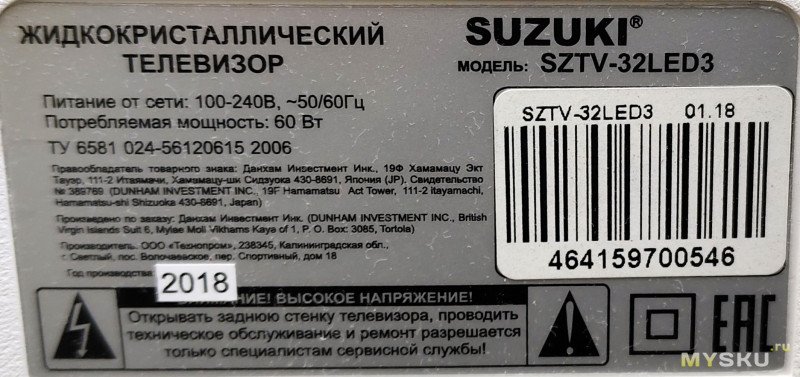 ЖИДКОКРИСТАЛЛИЧЕСКИЙ
ТЕЛЕВИЗОР
SUZUKI®
МОДЕЛЬ: SZTV-32LED3
Питание от сети: 100-240В, ~50/60Гц
Потребляемая мощность: 60 Вт
ТУ 6581 024-56120615 2006
Правообладатель товарного знака: Данхам Инвестмент Инк., 19Ф Хамамацу Экт
Тауэр, 111-2 Итаямачи, Хамамацу-ши Сидзуока 430-8691, Япония (JP). Свидетельство
№ 389769 (DUNHAM INVESTMENT INC., 19F Hamamatsu Act Tower, 111-2 itayamachi,
Hamamatsu-shi Shizuoka 430-8691, Japan)
Произведено по заказу: Данхам Инвестмент Инк. (DUNHAM INVESTMENT INC., British
Virgin Islands Suit 6, Mylae Moli Vikhams Kaya of 1, P. O. Box: 3085, Tortola)
Производитель: ООО «Технопром», 238345, Калининградская обл.,
г. Светлый, пос. Волочаевское, пер. Спортивный, дом 18
Год производства
2018
SZTV-32LED3 01.18
464159700546
ВНИМАНИЕ! ВЫСОКОЕ НАПРЯЖЕНИЕ!
Открывать заднюю стенку телевизора, проводить
техническое обслуживание и ремонт разрешается
только специалистам сервисной службы!
EAC
MYSKU.ru